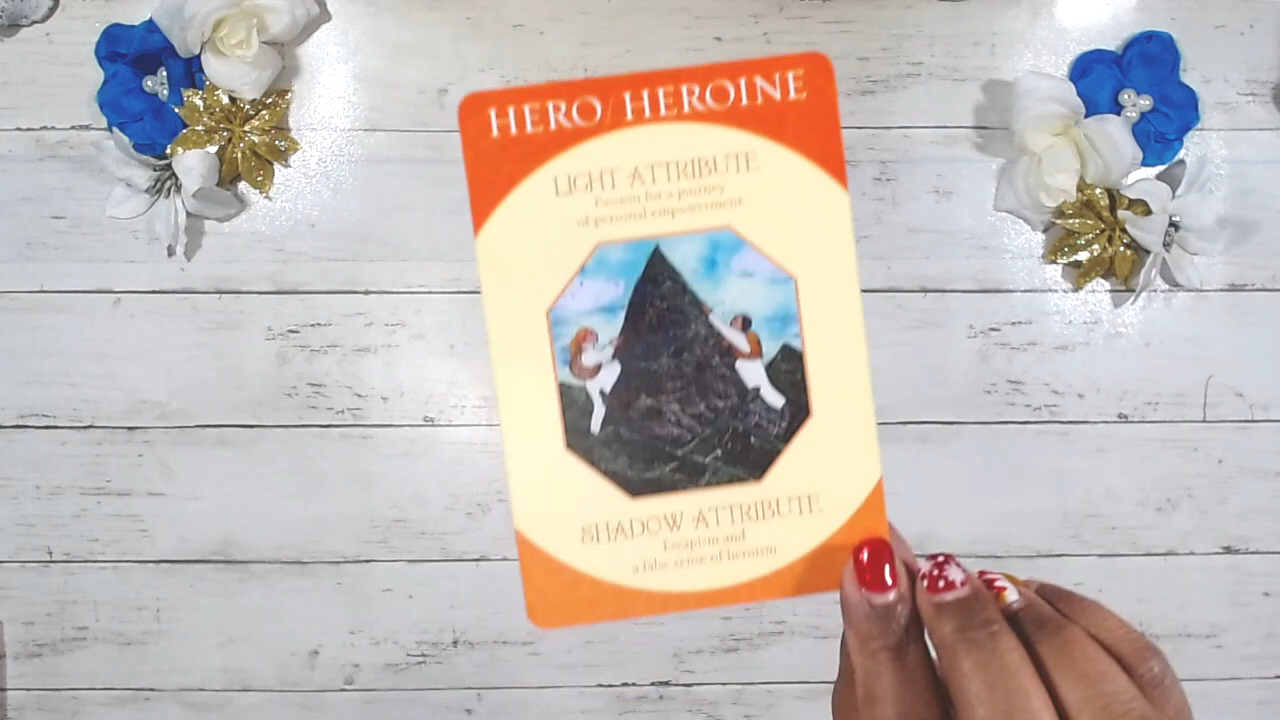 HERO/HEROINE
LIGHT ATTRIBUTE
Passion for a journey
of personal empowerment
SHADOW ATTRIBUTE
Escapism and
a false sense of heroism